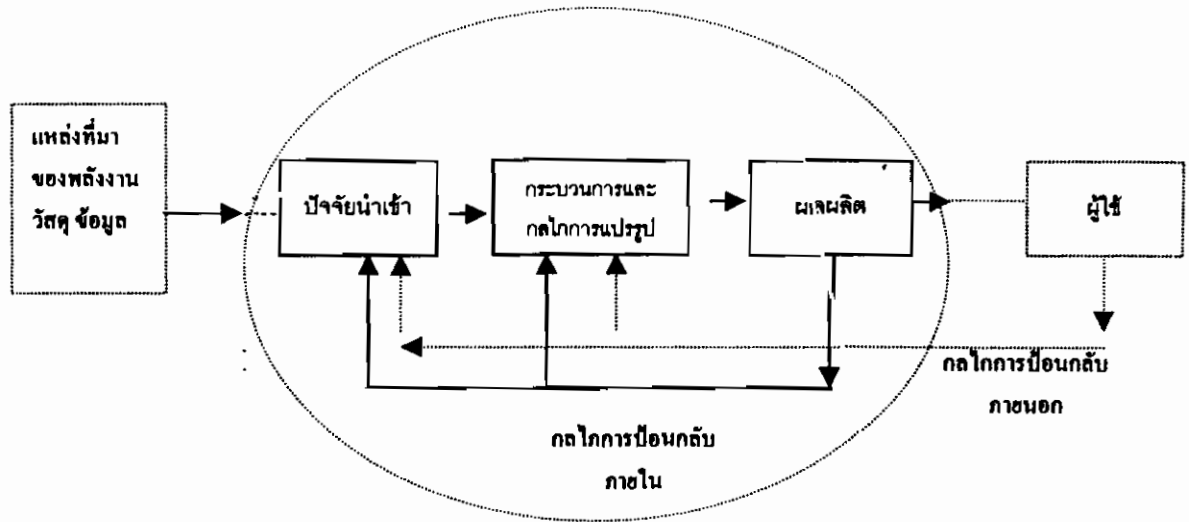 แหล่งที่มา
ของพลังงาน
วัสดุ ข้อมูล
ปัจจัยนำเข้า
กระบวนการและ
กลไกการแปรรูป
ผลผลิต
ผู้ใช้
กลไกการป้อนกลับ
ภายนอก
กลไกการป้อนกลับ
ภายใน